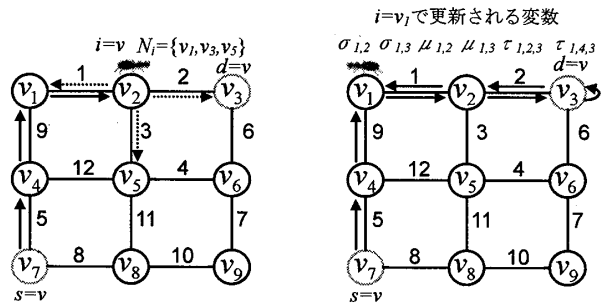 i=v₁で更新される変数
i=v Nᵢ={v₁,v₃,v₅}
σ₁,₂ σ₁,₃ μ₁,₂ μ₁,₃ τ₁,₂,₃ τ₁,₄,₃
d=v
d=v
v₁ 1 v₂ 2 v₃
v₁ 1 v₂ 2 v₃
9 3 6
9 3 6
v₄ 12 v₅ 4 v₆
v₄ 12 v₅ 4 v₆
5 11 7
5 11 7
v₇ 8 v₈ 10 v₉
v₇ 8 v₈ 10 v₉
s=v
s=v